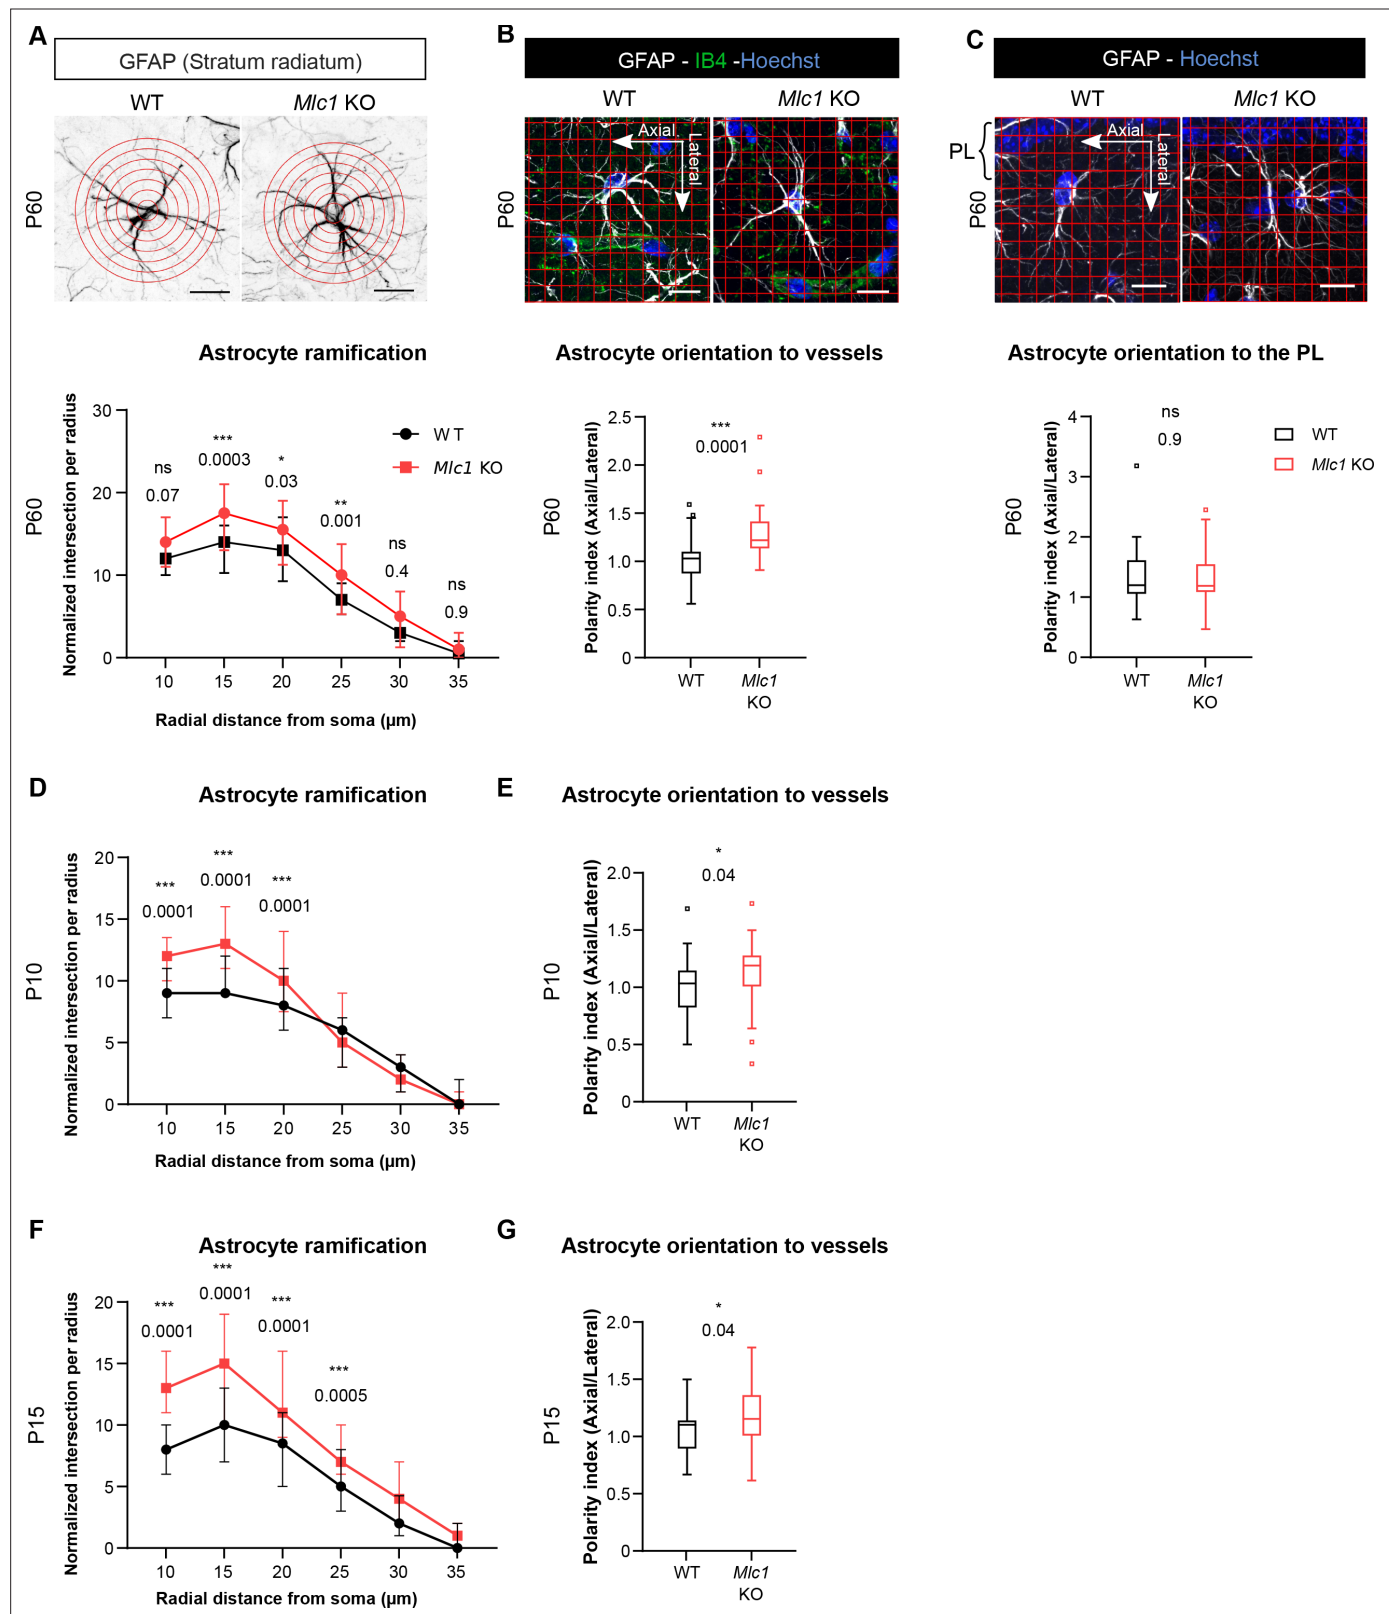 A
GFAP (Stratum radiatum)
WT
Mlc1 KO
P60
B
GFAP - IB4 -Hoechst
WT
Mlc1 KO
P60
Axial
Lateral
C
GFAP - Hoechst
WT
Mlc1 KO
PL
P60
Axial
Lateral
Astrocyte ramification
P60
Normalized intersection per radius
30
20
10
0
ns
0.07
***
0.0003
*
0.03
**
0.001
ns
0.4
ns
0.9
WT
Mlc1 KO
10 15 20 25 30 35
Radial distance from soma (µm)
Astrocyte orientation to vessels
P60
Polarity index (Axial/Lateral)
2.5
2.0
1.5
1.0
0.5
0
***
0.0001
WT
Mlc1
KO
Astrocyte orientation to the PL
P60
Polarity index (Axial/Lateral)
4
3
2
1
0
ns
0.9
WT
Mlc1 KO
WT
Mlc1
KO
D
Astrocyte ramification
P10
Normalized intersection per radius
20
15
10
5
0
***
0.0001
***
0.0001
***
0.0001
10 15 20 25 30 35
Radial distance from soma (µm)
E
Astrocyte orientation to vessels
P10
Polarity index (Axial/Lateral)
2.0
1.5
1.0
0.5
0
*
0.04
WT
Mlc1
KO
F
Astrocyte ramification
P15
Normalized intersection per radius
20
15
10
5
0
***
0.0001
***
0.0001
***
0.0001
***
0.0005
10 15 20 25 30 35
Radial distance from soma (µm)
G
Astrocyte orientation to vessels
P15
Polarity index (Axial/Lateral)
2.0
1.5
1.0
0.5
0
*
0.04
WT
Mlc1
KO